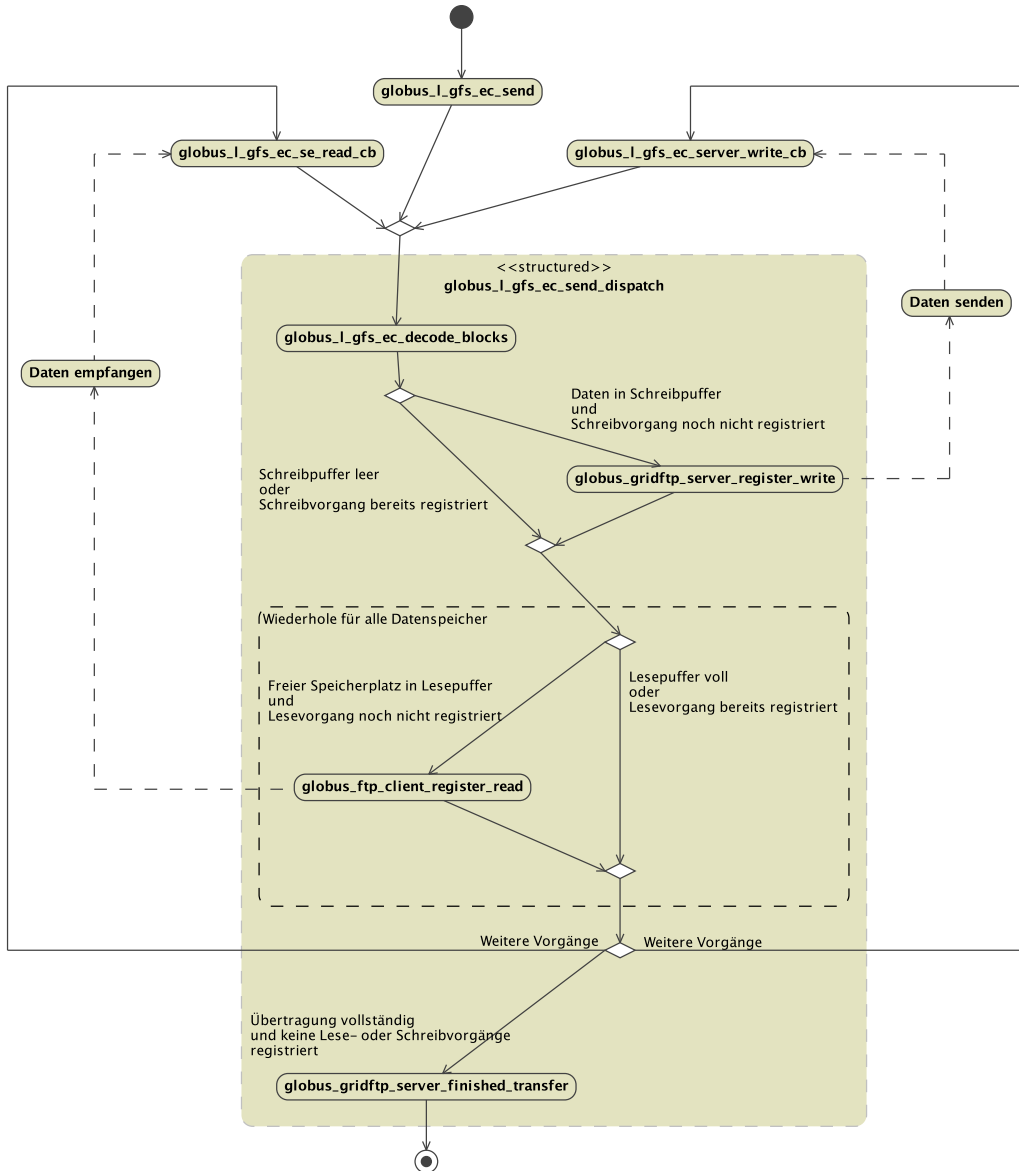 globus_l_gfs_ec_send
globus_l_gfs_ec_se_read_cb
globus_l_gfs_ec_server_write_cb
<<structured>>
globus_l_gfs_ec_send_dispatch
Daten senden
globus_l_gfs_ec_decode_blocks
Daten empfangen
Daten in Schreibpuffer
und
Schreibvorgang noch nicht registriert
Schreibpuffer leer
oder
Schreibvorgang bereits registriert
globus_gridftp_server_register_write
Wiederhole für alle Datenspeicher
Freier Speicherplatz in Lesepuffer
und
Lesevorgang noch nicht registriert
Lesepuffer voll
oder
Lesevorgang bereits registriert
globus_ftp_client_register_read
Weitere Vorgänge
Weitere Vorgänge
Übertragung vollständig
und keine Lese- oder Schreibvorgänge
registriert
globus_gridftp_server_finished_transfer